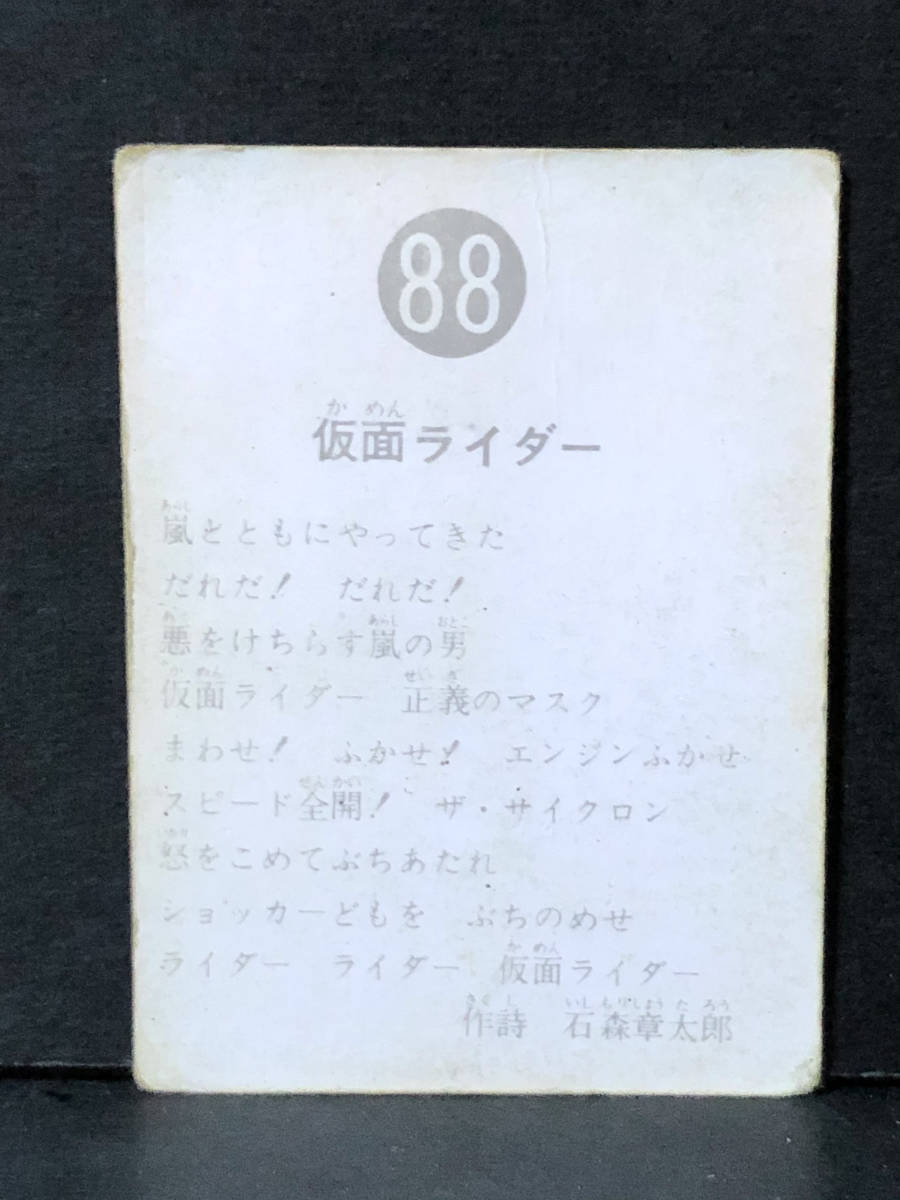 88
仮面ライダー
嵐とともにやってきた
だれだ！　だれだ！
悪をけちらす嵐の男
仮面ライダー　正義のマスク
まわせ！　ふかせ！　エンジンふかせ
スピード全開！　ザ・サイクロン
怒をこめてぶちあたれ
ショッカーどもを　ぶちのめせ
ライダー　ライダー　仮面ライダー
作詩　石森章太郎